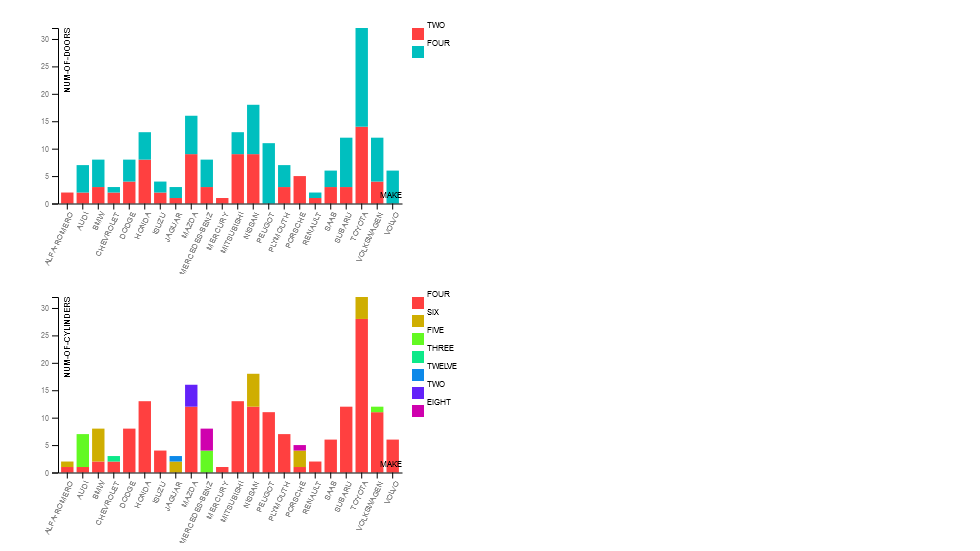 TWO
FOUR
NUM-OF-DOORS
30
25
20
15
10
5
0
MAKE
ALFA-ROMERO
AUDI
BMW
CHEVROLET
DODGE
HONDA
ISUZU
JAGUAR
MAZDA
MERCEDES-BENZ
MERCURY
MITSUBISHI
NISSAN
PEUGOT
PLYMOUTH
PORSCHE
RENAULT
SAAB
SUBARU
TOYOTA
VOLKSWAGEN
VOLVO
FOUR
SIX
FIVE
THREE
TWELVE
TWO
EIGHT
NUM-OF-CYLINDERS
30
25
20
15
10
5
0
MAKE
ALFA-ROMERO
AUDI
BMW
CHEVROLET
DODGE
HONDA
ISUZU
JAGUAR
MAZDA
MERCEDES-BENZ
MERCURY
MITSUBISHI
NISSAN
PEUGOT
PLYMOUTH
PORSCHE
RENAULT
SAAB
SUBARU
TOYOTA
VOLKSWAGEN
VOLVO